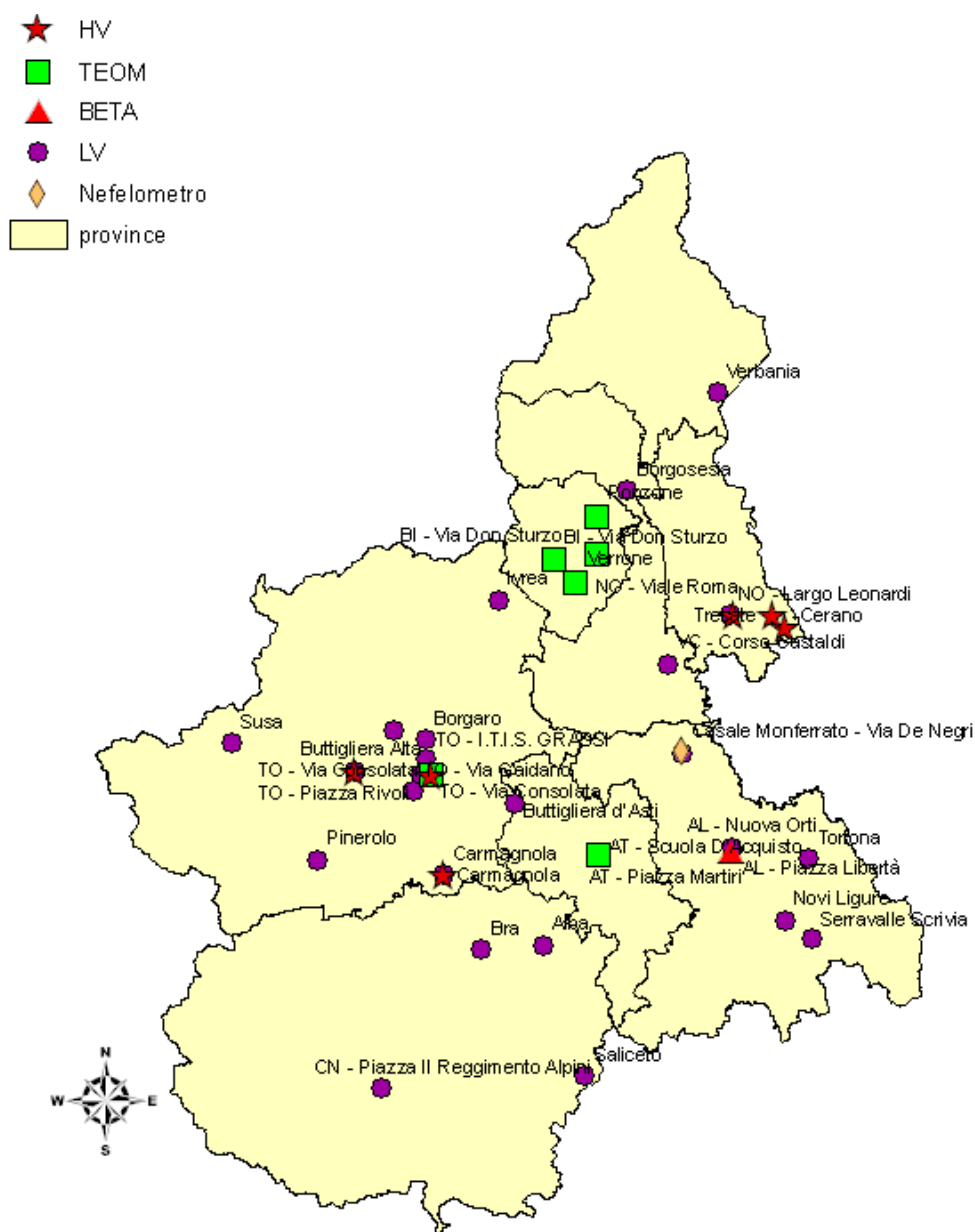 HV
TEOM
BETA
LV
Nefelometro
province
Verbania
Borgosesia
Ponzone
BI - Via Don Sturzo
BI - Via Don Sturzo
Verrone
Ivrea
NO - Viale Roma
NO - Largo Leonardi
Cerano
VC - Corso Gastaldi
Susa
Borgaro
TO - I.T.I.S. GRASSI
Casale Monferrato - Via De Negri
Buttigliera Alta
TO - Via Consolata
TO - Via Gaidano
TO - Piazza Rivoli
TO - Via Consolata
Buttigliera d'Asti
AL - Nuova Orti
Pinerolo
Carmagnola
Carmagnola
AT - Scuola D'Acquisto
Tortona
AT - Piazza Martiri
AL - Piazza Libertà
Novi Ligure
Serravalle Scrivia
Bra
Alba
Saliceto
CN - Piazza II Reggimento Alpini
N
W
E
S